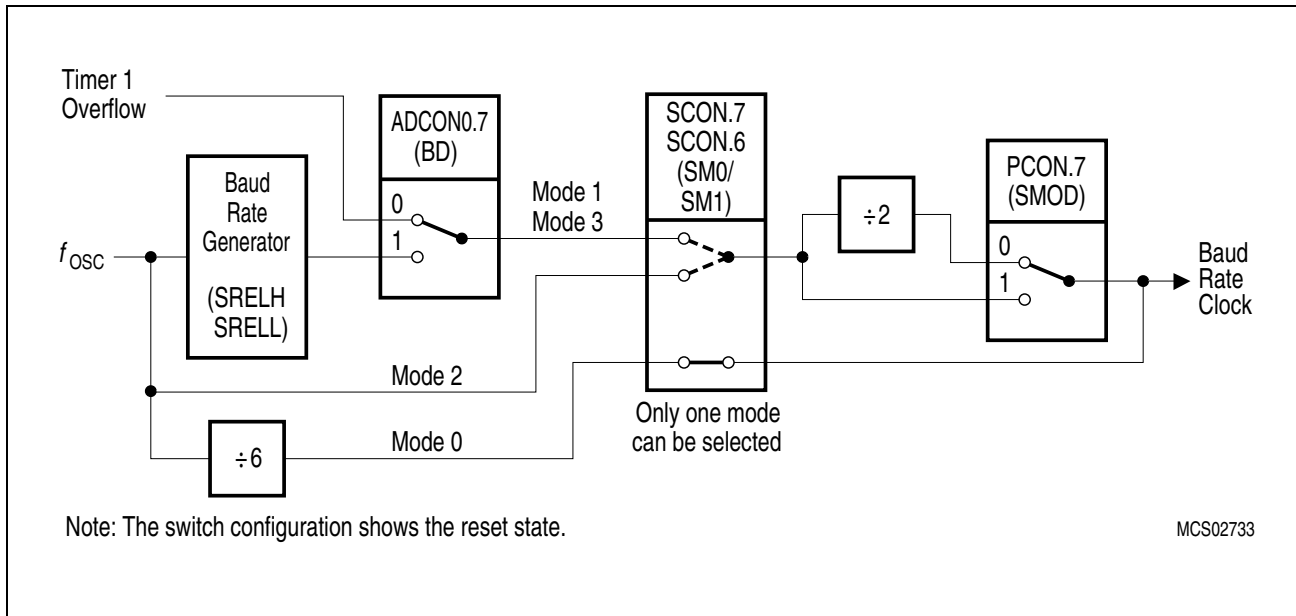 Timer 1
Overflow
ADCON0.7
(BD)
0
1
Baud
Rate
Generator
(SRELH
SRELL)
f OSC
Mode 1
Mode 3
Mode 2
÷6
Mode 0
SCON.7
SCON.6
(SM0/
SM1)
Only one mode
can be selected
÷2
PCON.7
(SMOD)
0
1
Baud
Rate
Clock
Note: The switch configuration shows the reset state.
MCS02733